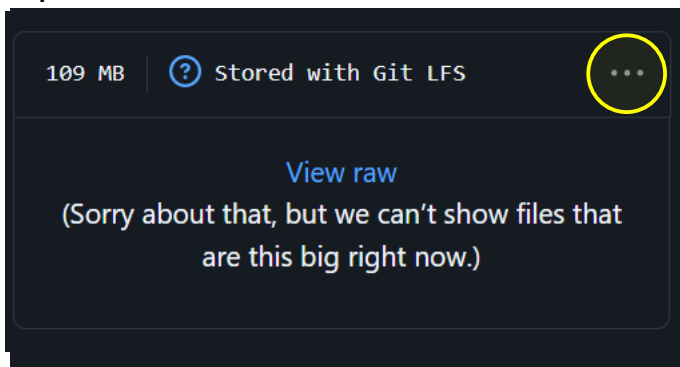 109 MB Stored with Git LFS ...
View raw
(Sorry about that, but we can’t show files that
are this big right now.)